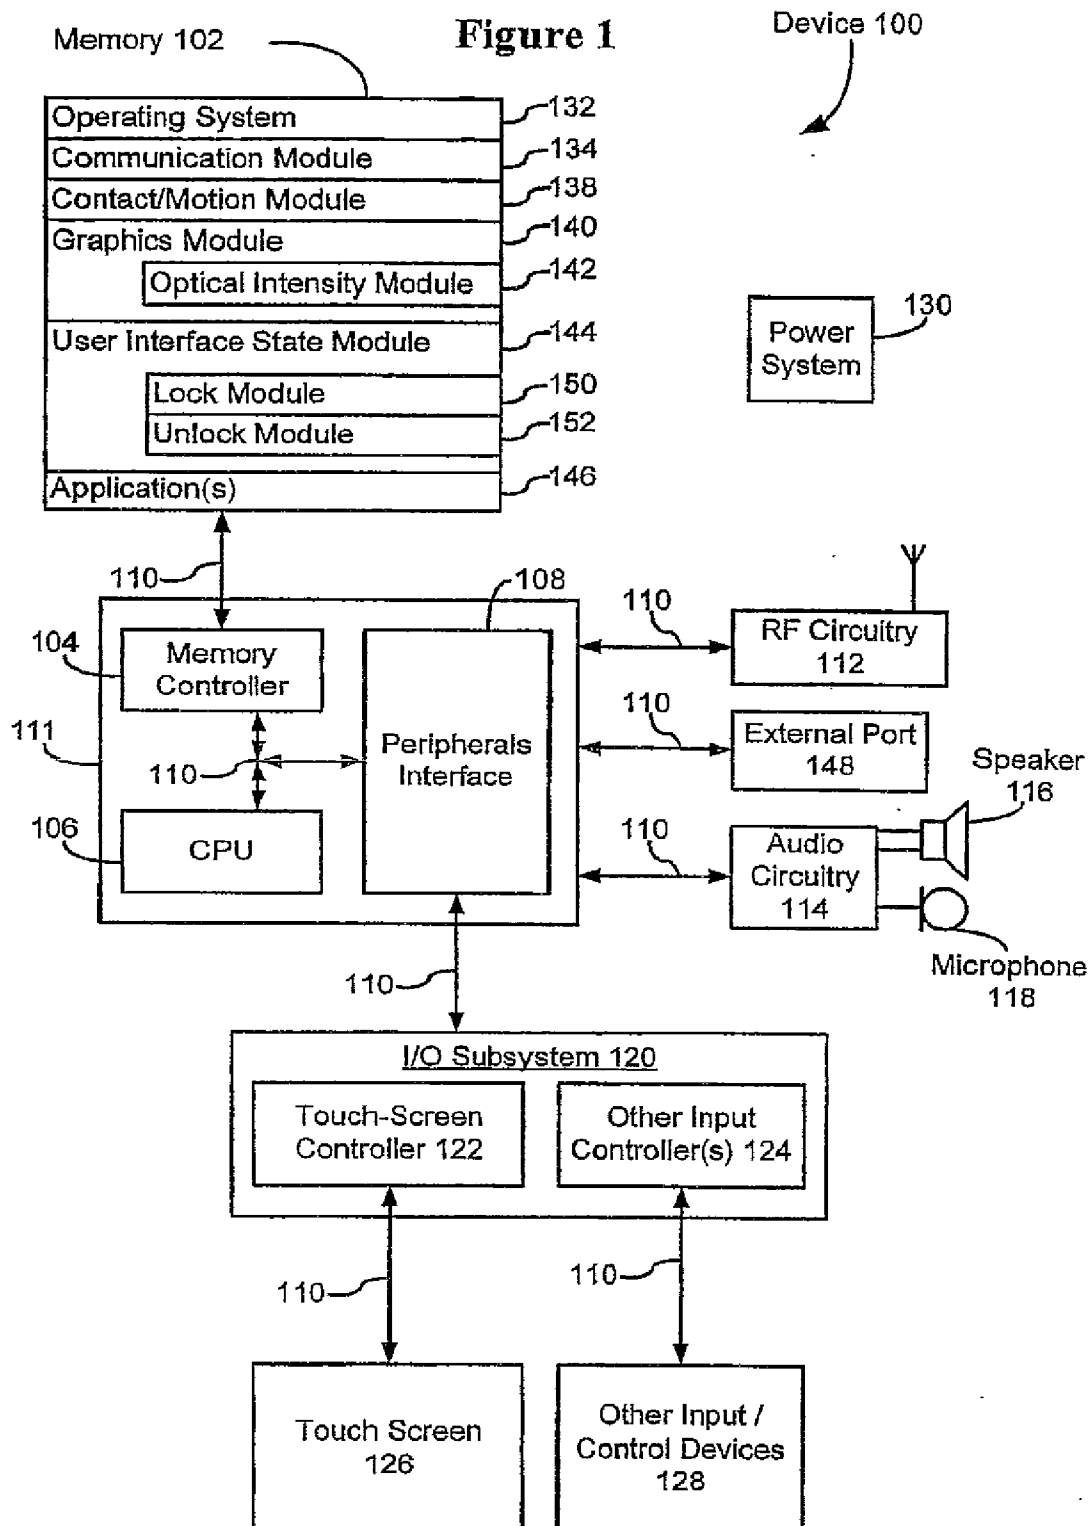 Figure 1
Memory 102
Device 100
Operating System 132
Communication Module 134
Contact/Motion Module 138
Graphics Module 140
Optical Intensity Module 142
User Interface State Module 144
Lock Module 150
Unlock Module 152
Application(s) 146
130
Power
System
110
108
104
Memory
Controller
111
110
Peripherals
Interface
106
CPU
110
RF Circuitry
112
110
External Port
148
Speaker
116
110
Audio
Circuitry
114
Microphone
118
110
I/O Subsystem 120
Touch-Screen
Controller 122
Other Input
Controller(s) 124
110
110
Touch Screen
126
Other Input /
Control Devices
128